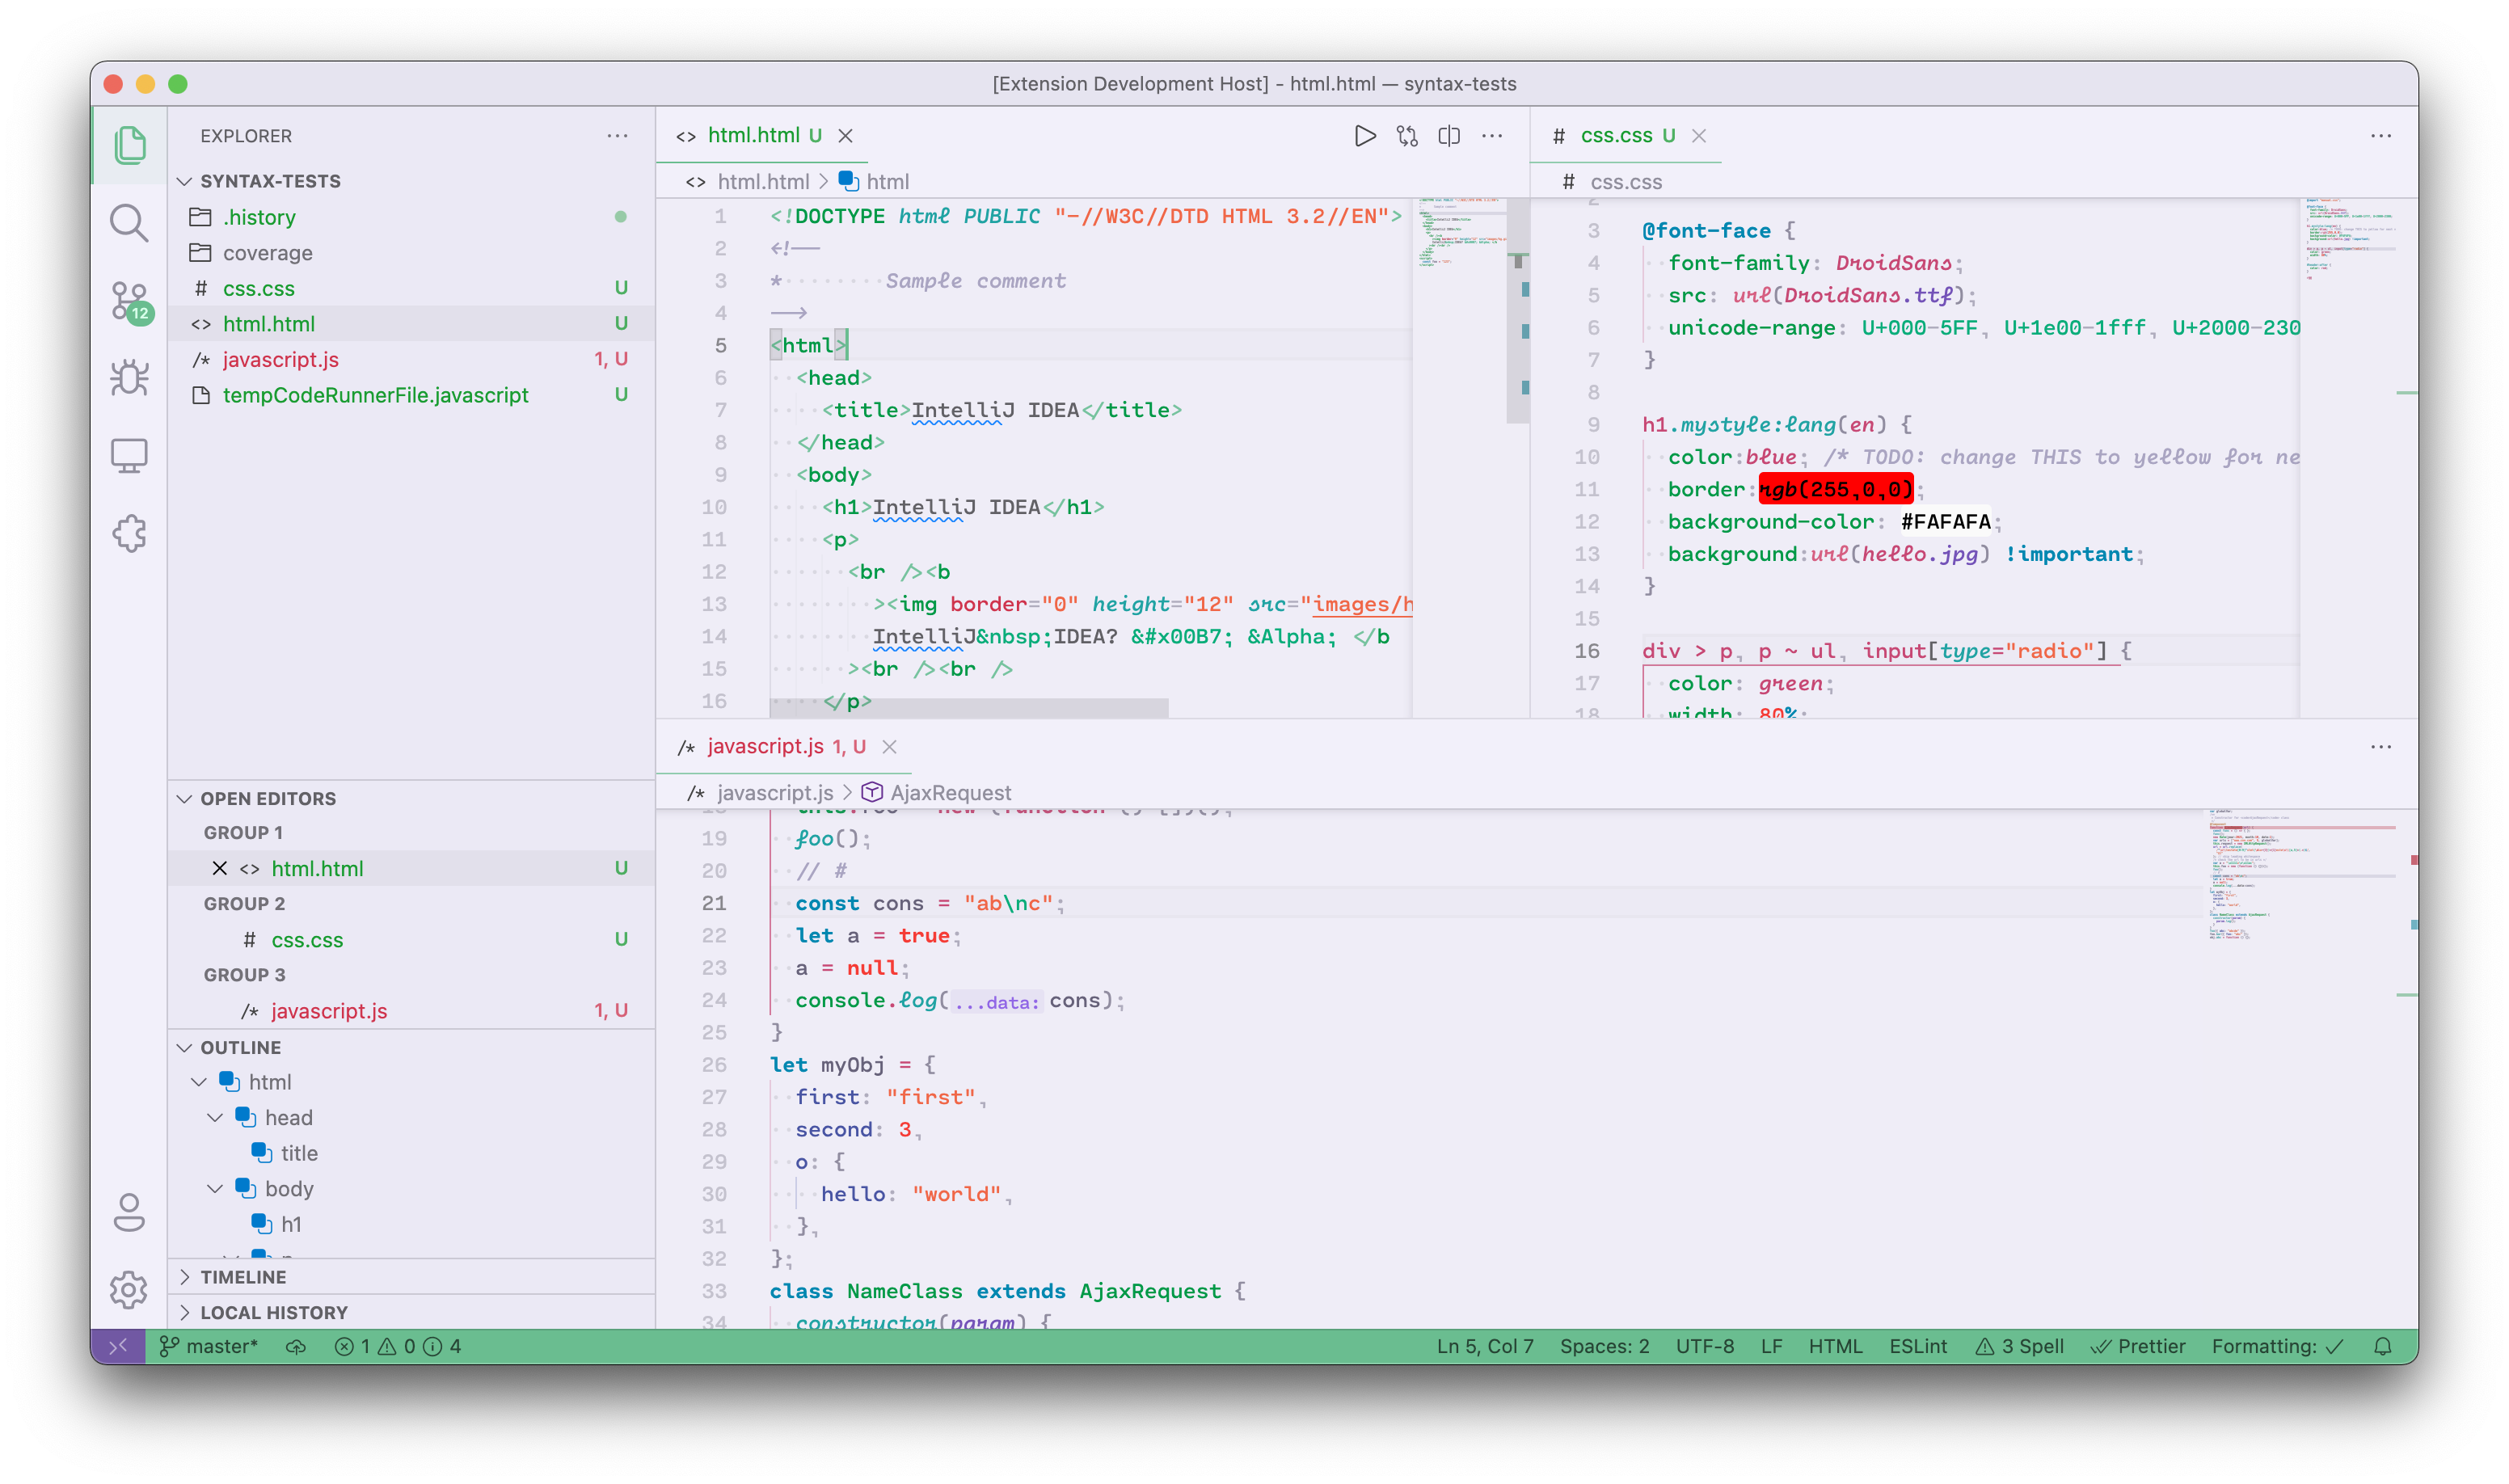 [Extension Development Host] - html.html — syntax-tests
EXPLORER
SYNTAX-TESTS
.history
coverage
# css.css U
<> html.html U
/* javascript.js 1, U
tempCodeRunnerFile.javascript U
12
OPEN EDITORS
GROUP 1
<> html.html U
GROUP 2
# css.css U
GROUP 3
/* javascript.js 1, U
OUTLINE
html
head
title
body
h1
TIMELINE
LOCAL HISTORY
<> html.html U
<> html.html > html
1 <!DOCTYPE html PUBLIC "-//W3C//DTD HTML 3.2//EN">
2 <!--
3 * Sample comment
4 -->
5 <html>
6 <head>
7 <title>IntelliJ IDEA</title>
8 </head>
9 <body>
10 <h1>IntelliJ IDEA</h1>
11 <p>
12 <br /><b
13 ><img border="0" height="12" src="images/h
14 IntelliJ&nbsp;IDEA? &#x00B7; &Alpha; </b
15 ><br /><br />
16 </p>
# css.css U
# css.css
2
3 @font-face {
4 font-family: DroidSans;
5 src: url(DroidSans.ttf);
6 unicode-range: U+000-5FF, U+1e00-1fff, U+2000-230
7 }
8
9 h1.mystyle:lang(en) {
10 color:blue; /* TODO: change THIS to yellow for ne
11 border:rgb(255,0,0);
12 background-color: #FAFAFA;
13 background:url(hello.jpg) !important;
14 }
15
16 div > p, p ~ ul, input[type="radio"] {
17 color: green;
18 width: 80%;
/* javascript.js 1, U
/* javascript.js > AjaxRequest
18 this.foo = new (function () {})();
19 foo();
20 // #
21 const cons = "ab\nc";
22 let a = true;
23 a = null;
24 console.log(...data: cons);
25 }
26 let myObj = {
27 first: "first",
28 second: 3,
29 o: {
30 hello: "world",
31 },
32 };
33 class NameClass extends AjaxRequest {
34 constructor(param) {
master* 1 0 4 Ln 5, Col 7 Spaces: 2 UTF-8 LF HTML ESLint 3 Spell Prettier Formatting: ✓